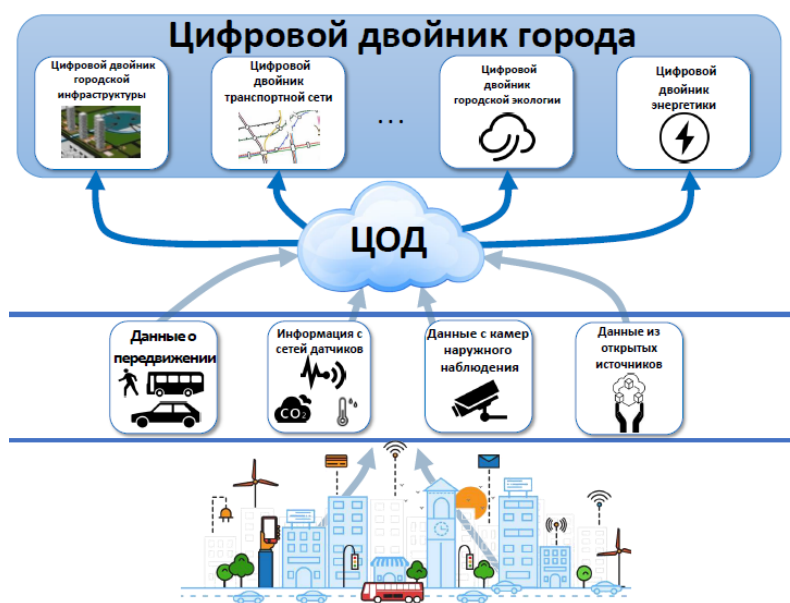 Цифровой двойник города
Цифровой двойник
городской
инфраструктуры
Цифровой
двойник
транспортной сети
...
Цифровой
двойник
городской экологии
Цифровой
двойник
энергетики
ЦОД
Данные о
передвижении
Информация с
сетей датчиков
CO2
Данные с камер
наружного
наблюдения
Данные из
открытых
источников